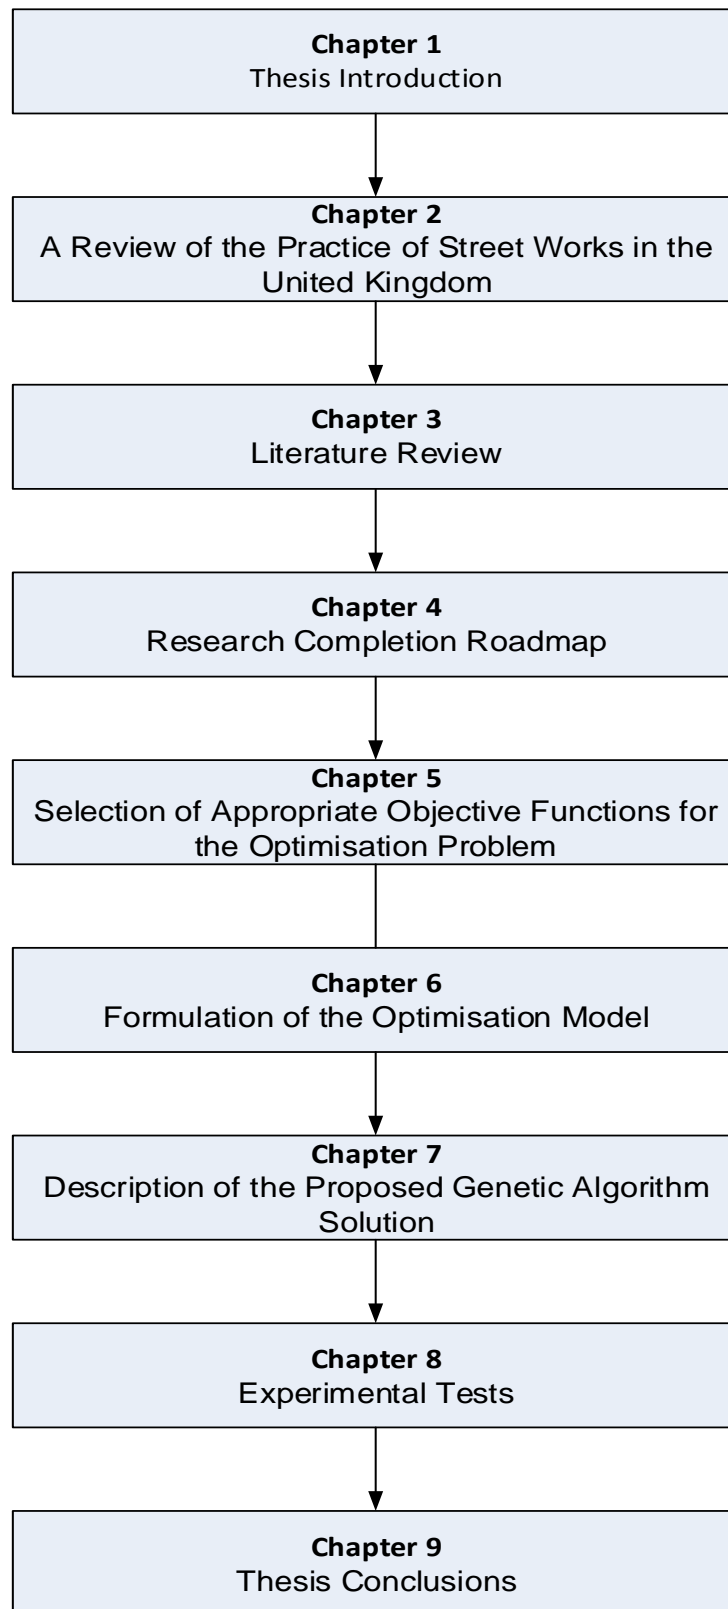 Chapter 1
Thesis Introduction
Chapter 2
A Review of the Practice of Street Works in the
United Kingdom
Chapter 3
Literature Review
Chapter 4
Research Completion Roadmap
Chapter 5
Selection of Appropriate Objective Functions for
the Optimisation Problem
Chapter 6
Formulation of the Optimisation Model
Chapter 7
Description of the Proposed Genetic Algorithm
Solution
Chapter 8
Experimental Tests
Chapter 9
Thesis Conclusions